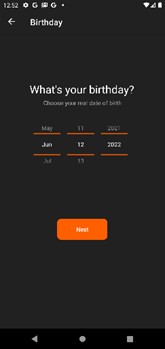 12:52
Birthday
What's your birthday?
Choose your real date of birth
May 11 2021
Jun 12 2022
Jul 13
Next